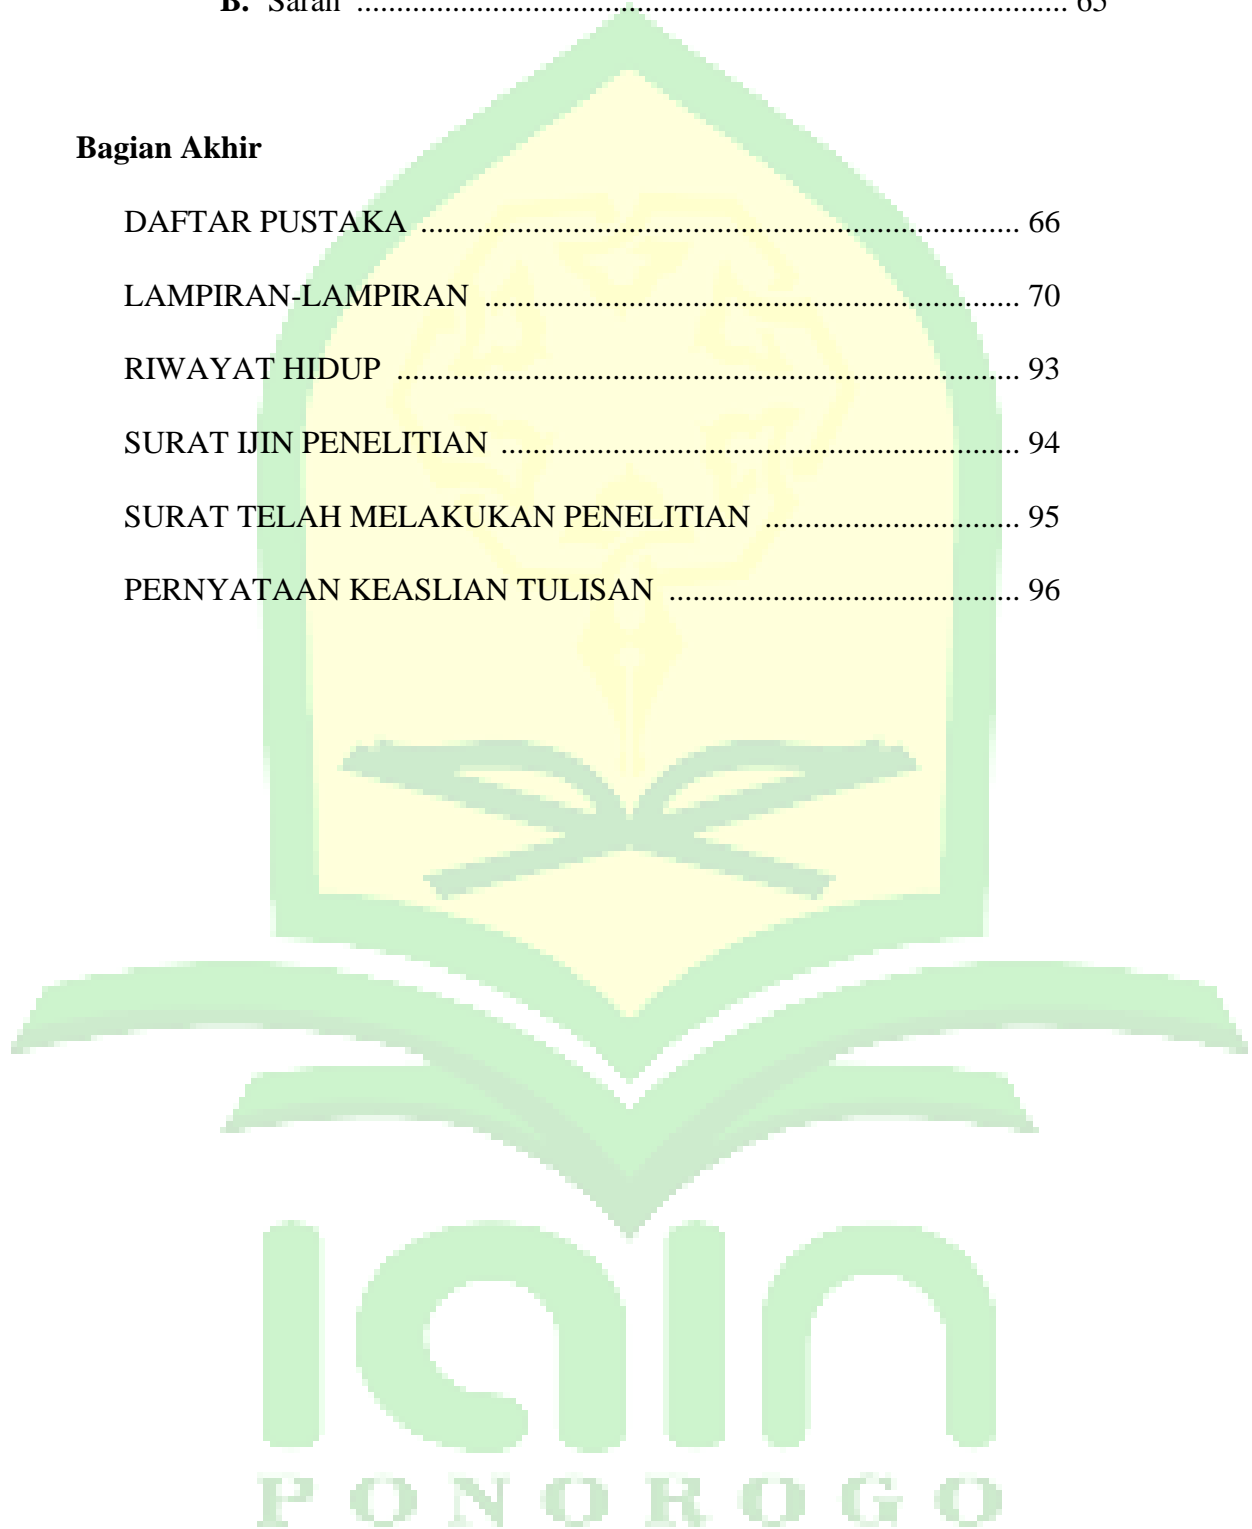 B. Saran ........................................................................................ 65
Bagian Akhir
DAFTAR PUSTAKA ........................................................................... 66
LAMPIRAN-LAMPIRAN ................................................................... 70
RIWAYAT HIDUP .............................................................................. 93
SURAT IJIN PENELITIAN ................................................................. 94
SURAT TELAH MELAKUKAN PENELITIAN ................................ 95
PERNYATAAN KEASLIAN TULISAN ............................................ 96
iain
PONOROGO